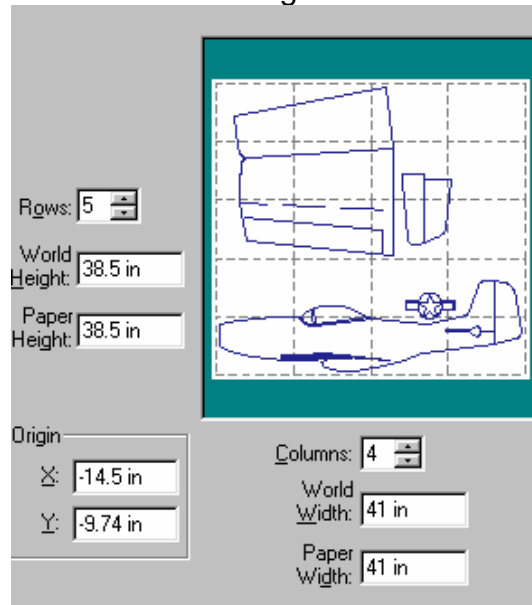 Rows: 5
World
Height: 38.5 in
Paper
Height: 38.5 in
Origin
X: -14.5 in
Y: -9.74 in
Columns: 4
World
Width: 41 in
Paper
Width: 41 in